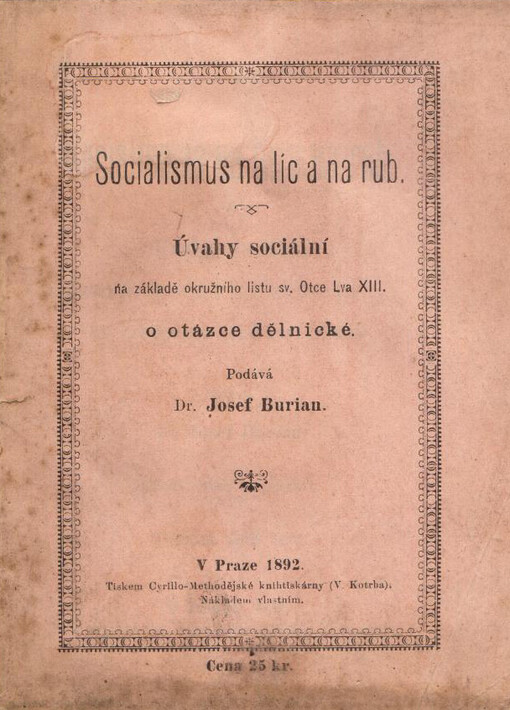 Socialismus na líc a na rub.
Úvahy sociální
na základě okružního listu sv. Otce Lva XIII.
o otázce dělnické.
Podává
Dr. Josef Burian.
V Praze 1892.
Tiskem Cyrillo-Methodějské knihtiskárny (V. Kotrba).
Nákladem vlastním.
Cena 25 kr.